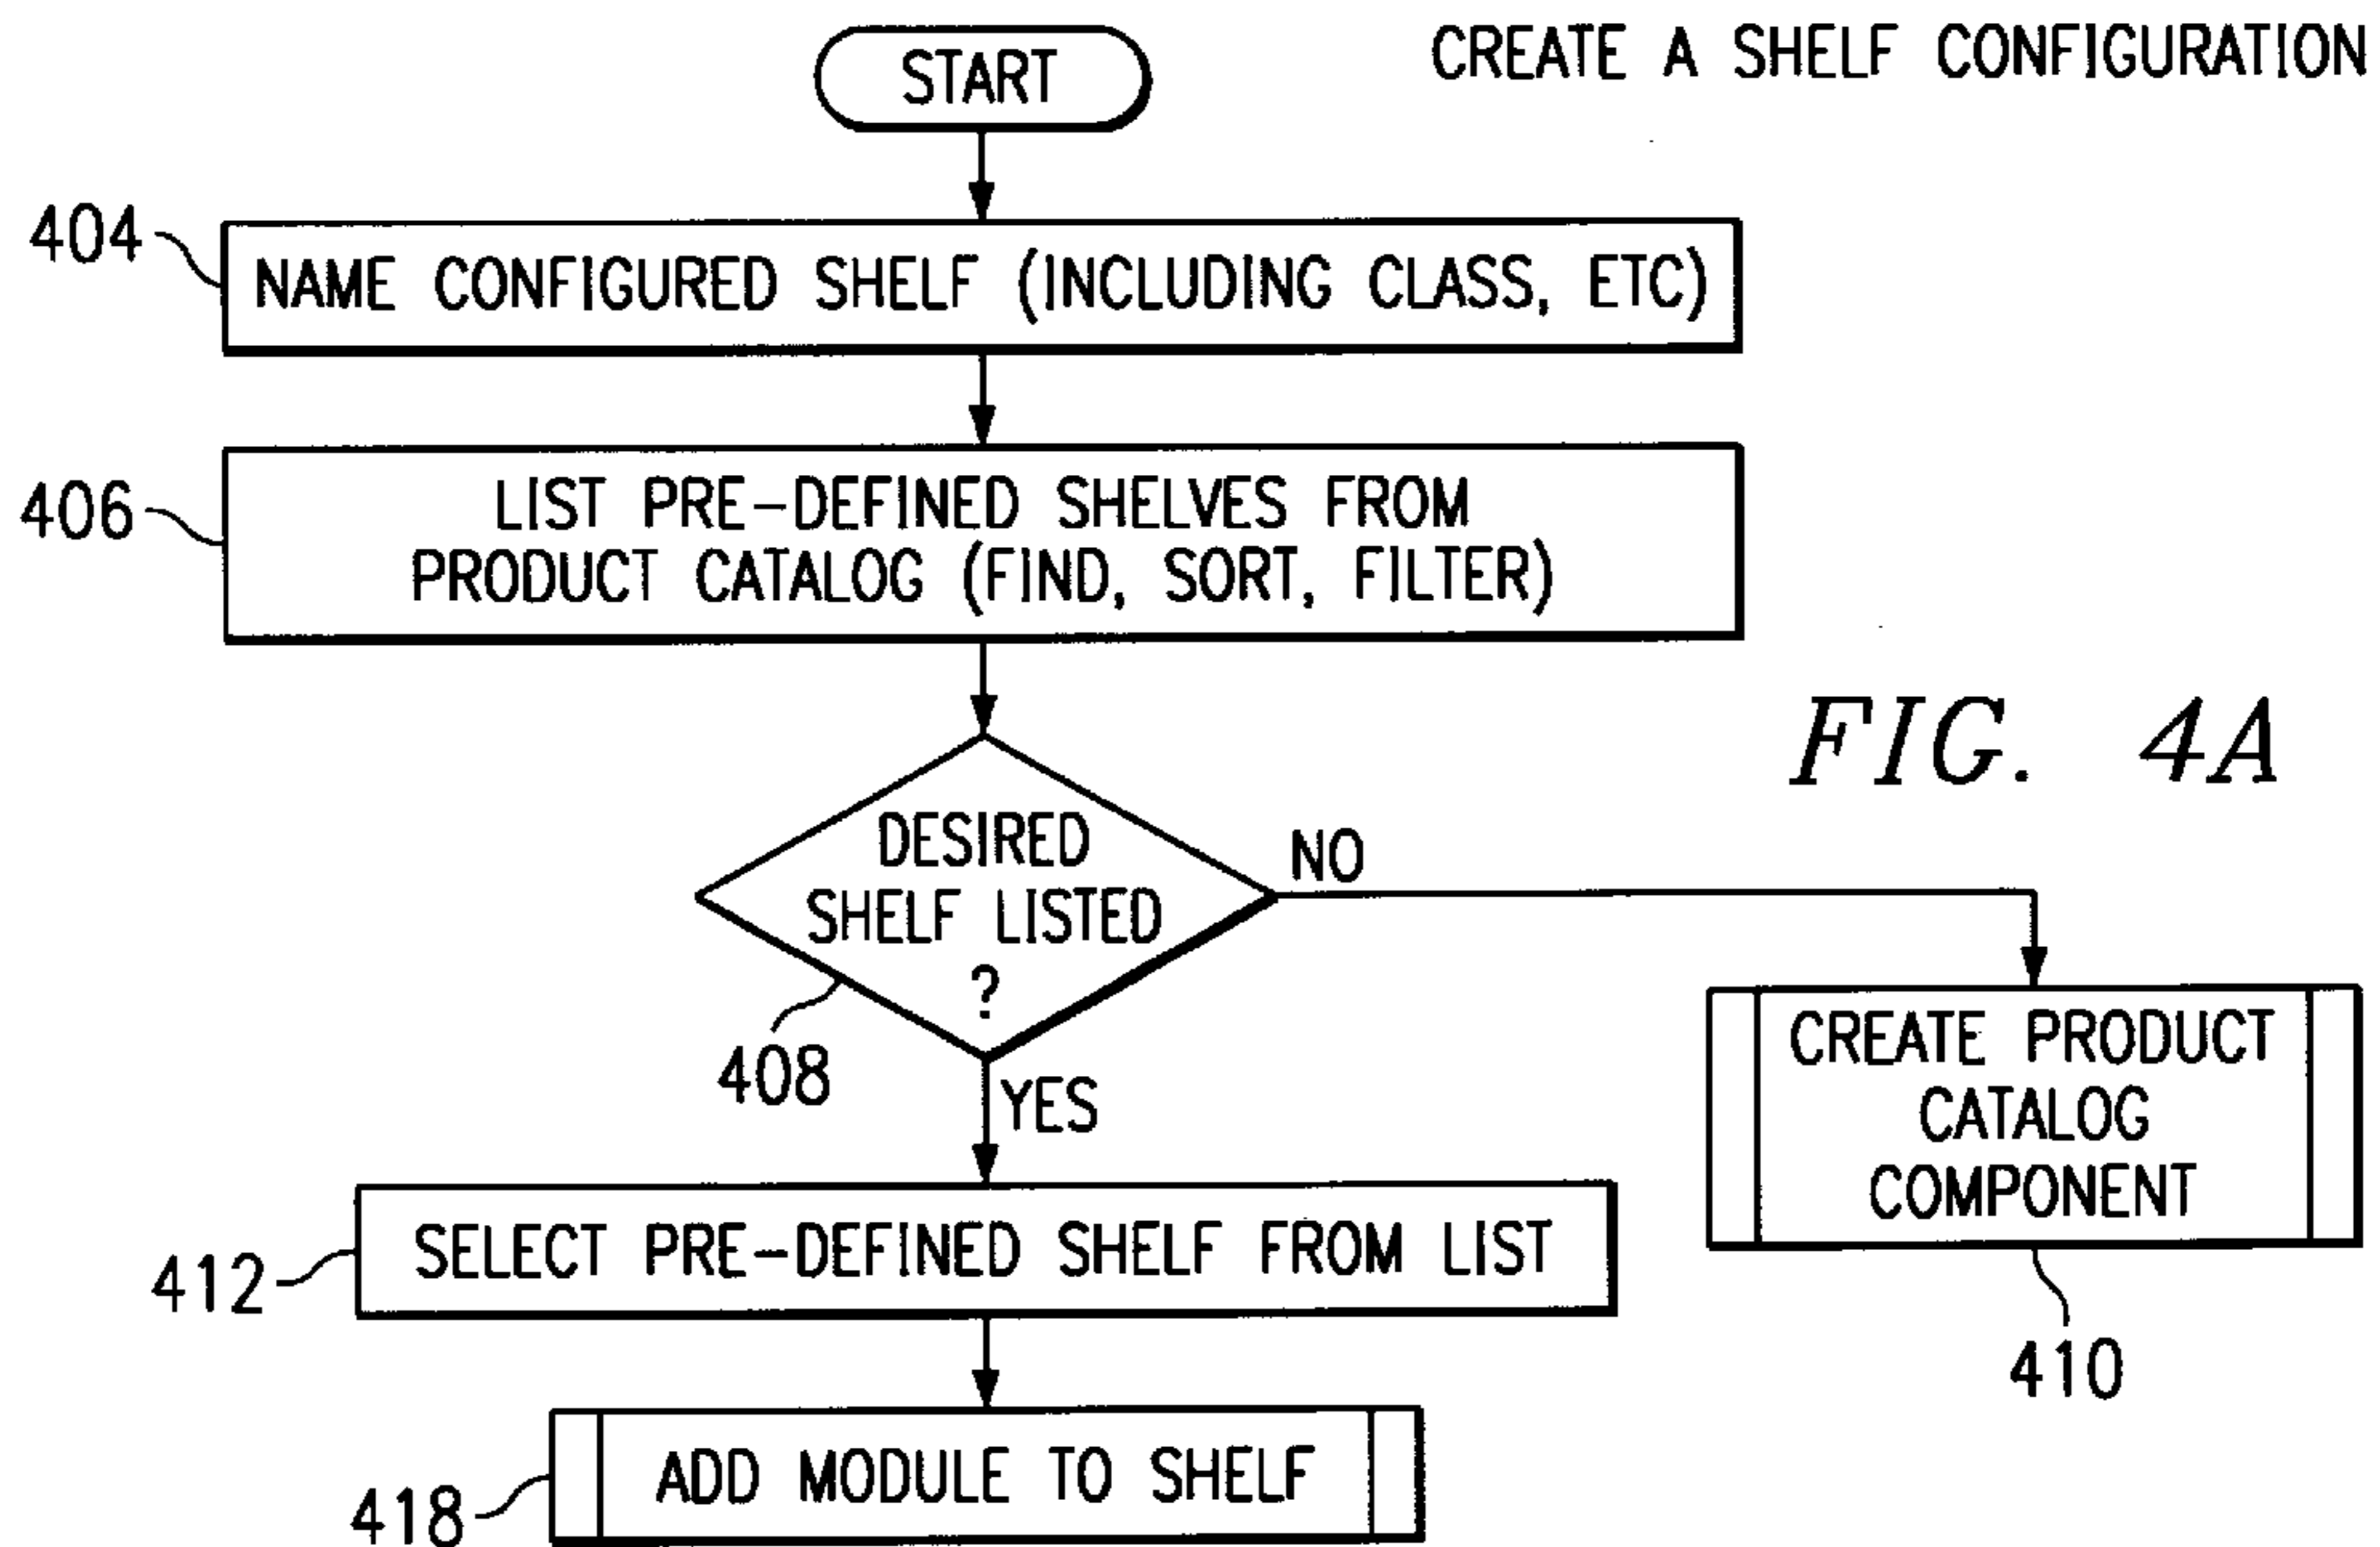 CREATE A SHELF CONFIGURATION
START
404
NAME CONFIGURED SHELF (INCLUDING CLASS, ETC)
406
LIST PRE-DEFINED SHELVES FROM
PRODUCT CATALOG (FIND, SORT, FILTER)
FIG. 4A
DESIRED
SHELF LISTED
?
NO
408
YES
CREATE PRODUCT
CATALOG
COMPONENT
410
412
SELECT PRE-DEFINED SHELF FROM LIST
418
ADD MODULE TO SHELF